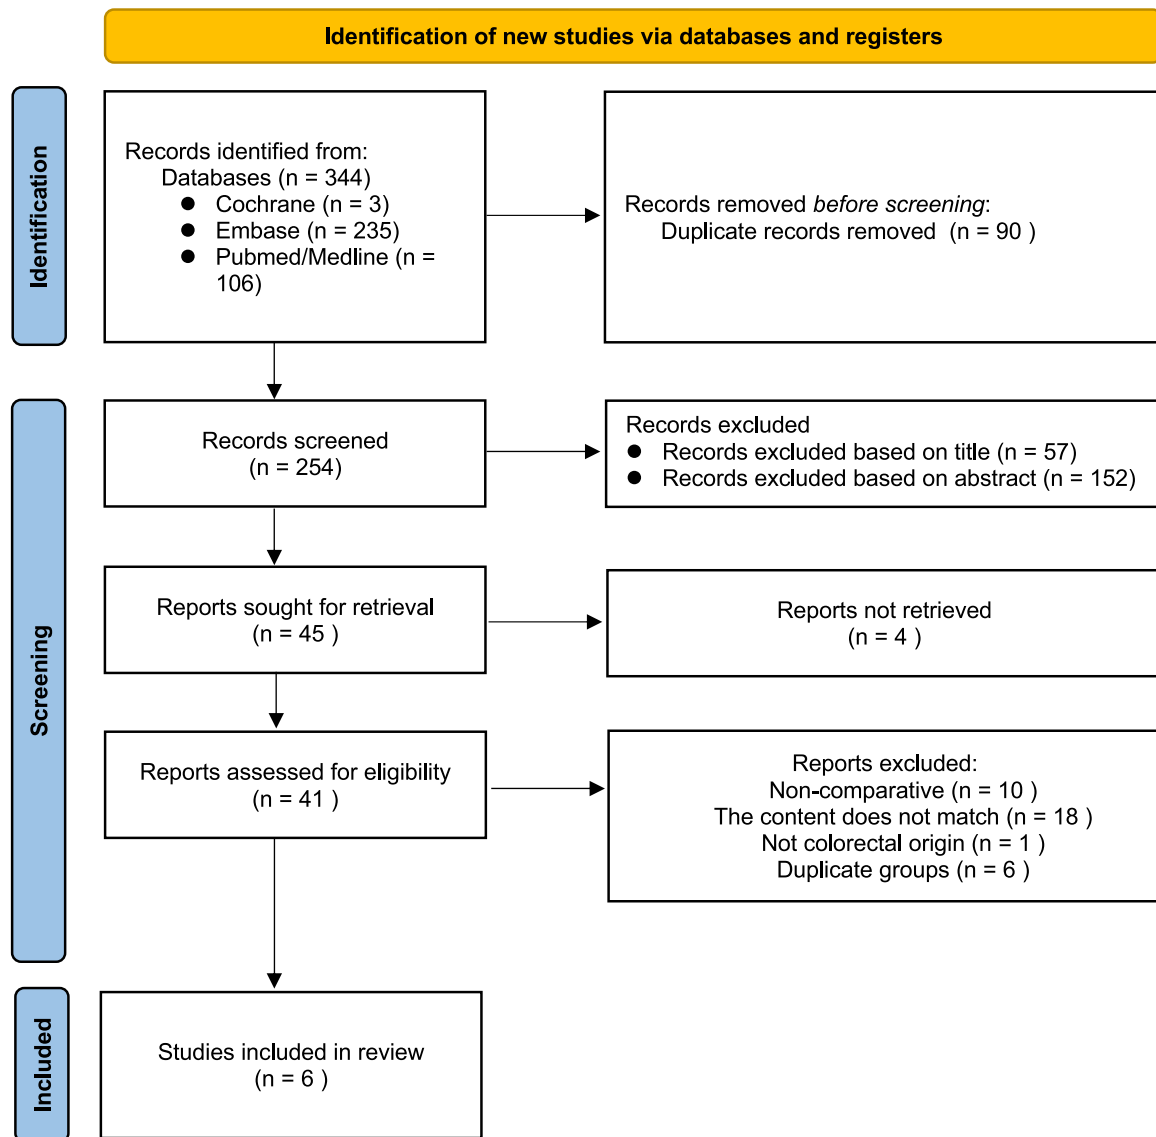 Identification of new studies via databases and registers
Identification
Records identified from:
Databases (n = 344)
● Cochrane (n = 3)
● Embase (n = 235)
● Pubmed/Medline (n =
106)
Records removed before screening:
Duplicate records removed (n = 90 )
Screening
Records screened
(n = 254)
Records excluded
● Records excluded based on title (n = 57)
● Records excluded based on abstract (n = 152)
Reports sought for retrieval
(n = 45 )
Reports not retrieved
(n = 4 )
Reports assessed for eligibility
(n = 41 )
Reports excluded:
Non-comparative (n = 10 )
The content does not match (n = 18 )
Not colorectal origin (n = 1 )
Duplicate groups (n = 6 )
Included
Studies included in review
(n = 6 )